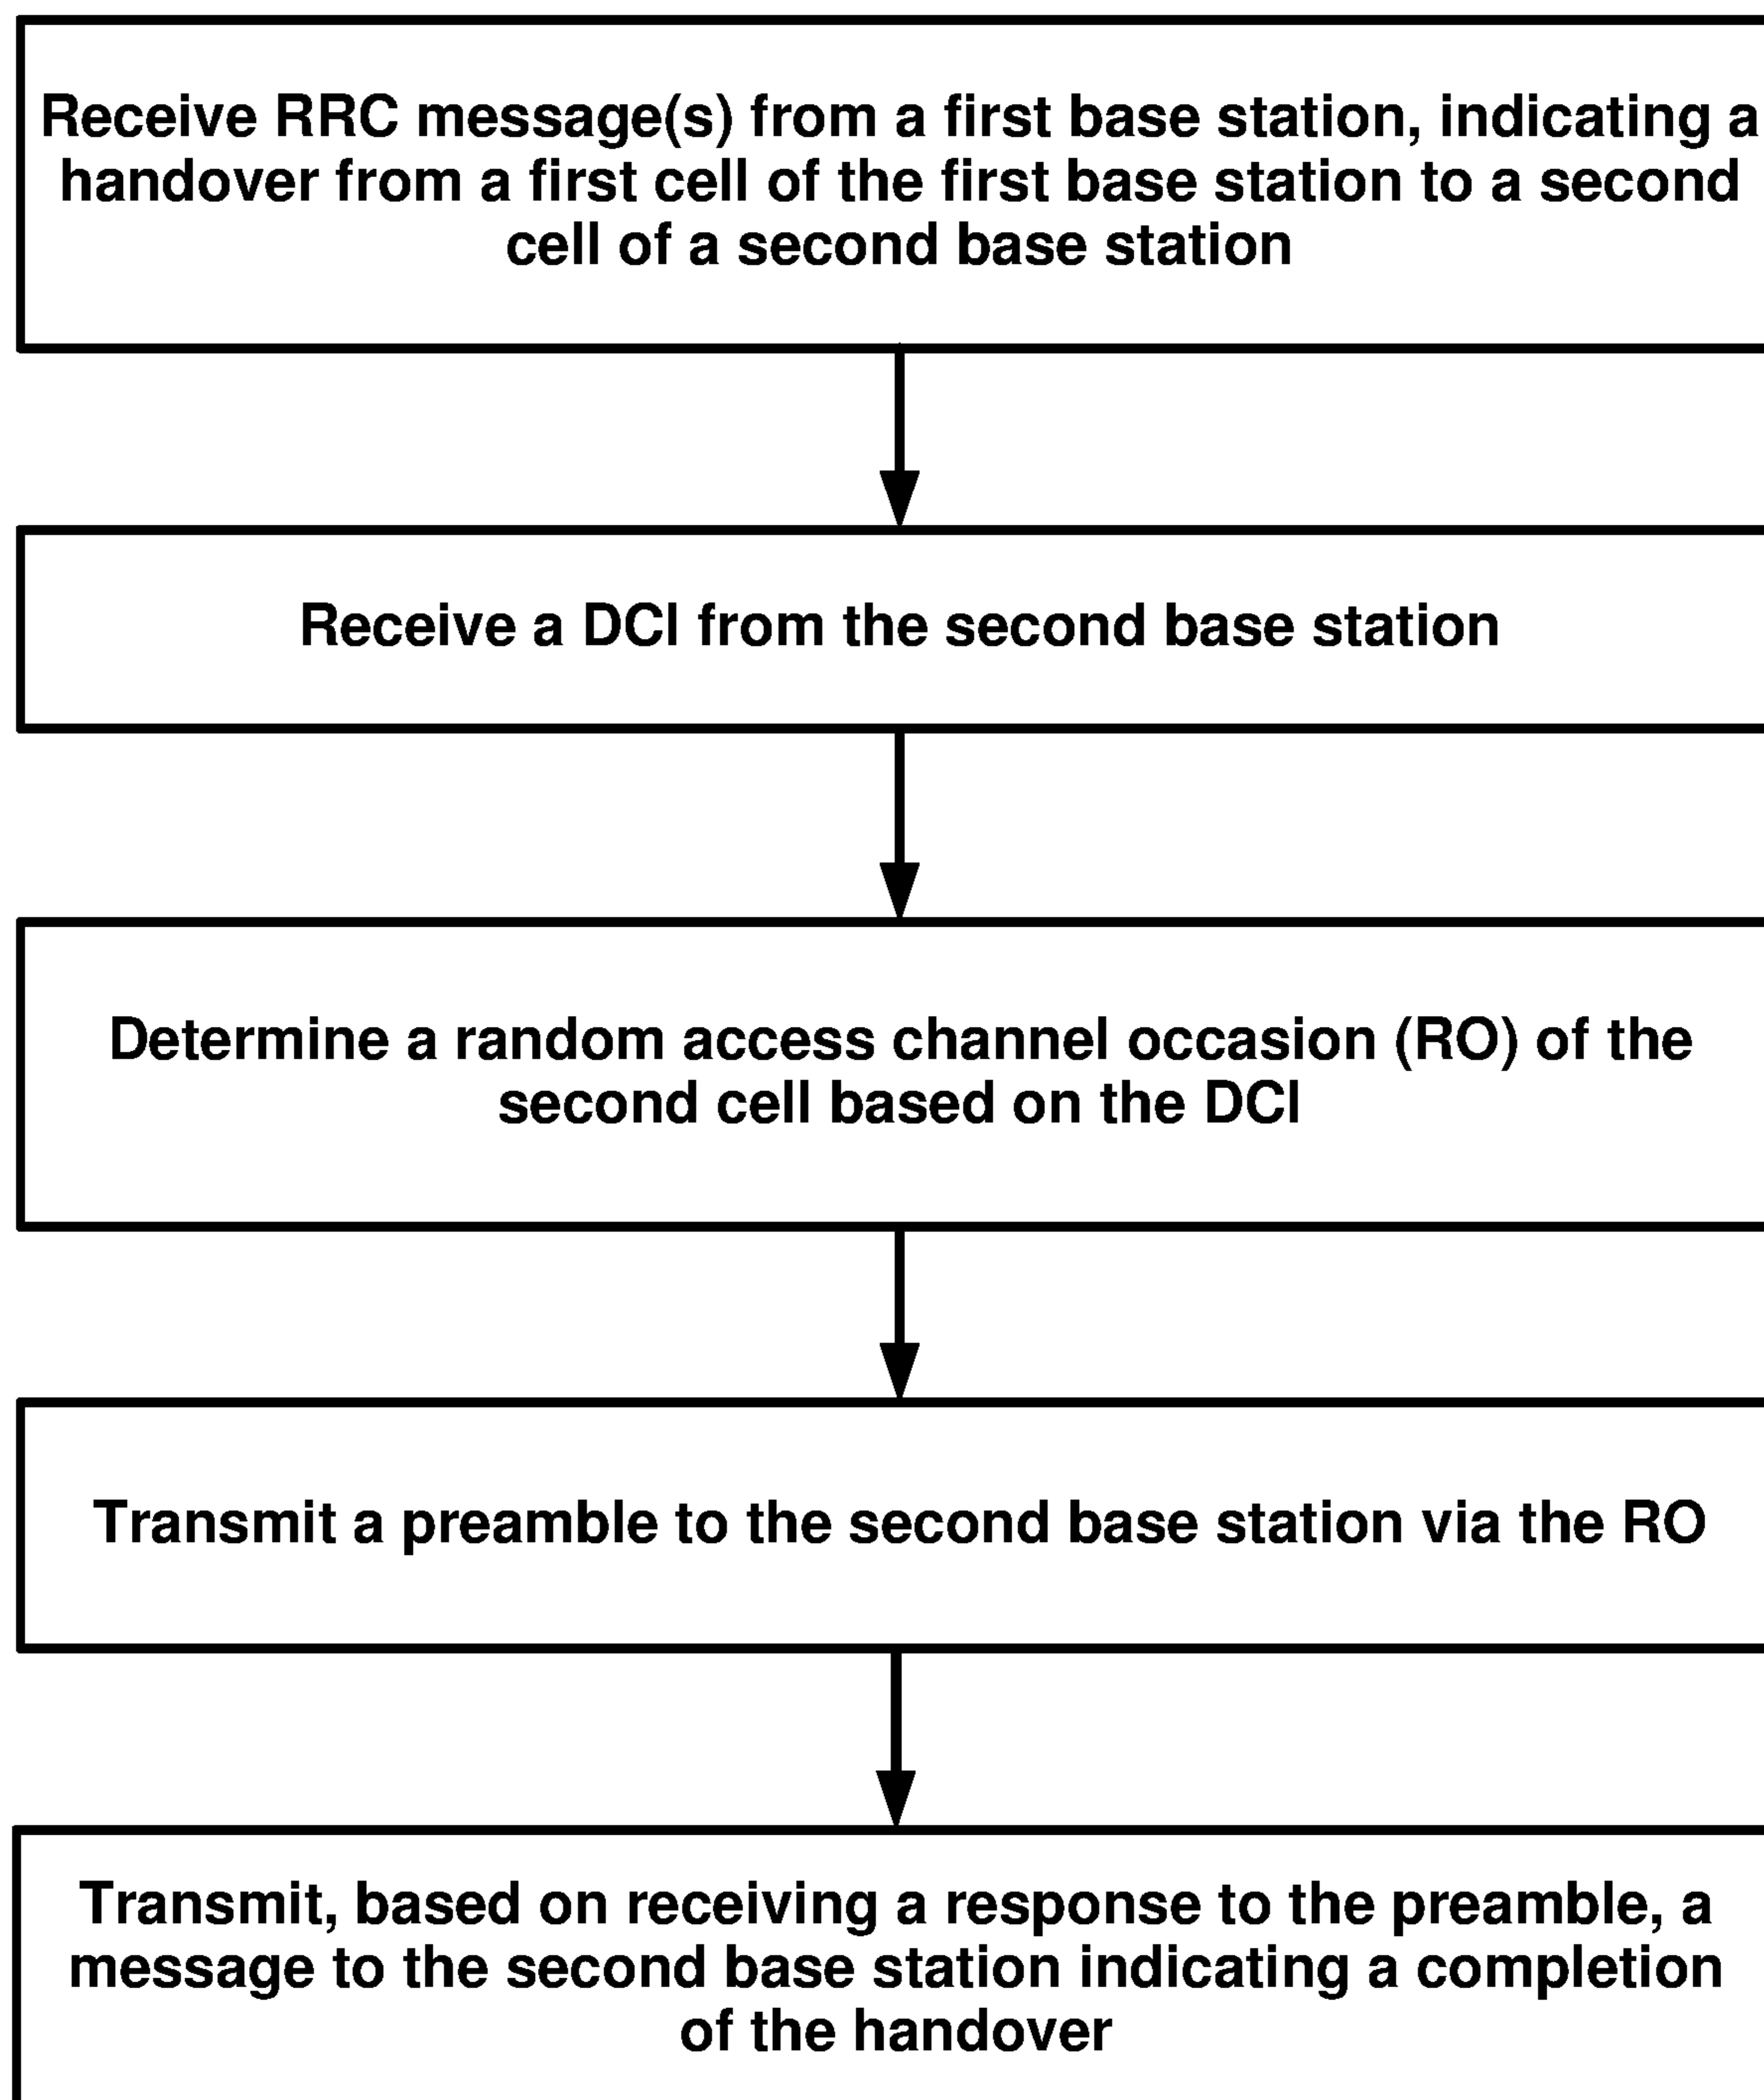 Receive RRC message(s) from a first base station, indicating a
handover from a first cell of the first base station to a second
cell of a second base station
Receive a DCI from the second base station
Determine a random access channel occasion (RO) of the
second cell based on the DCI
Transmit a preamble to the second base station via the RO
Transmit, based on receiving a response to the preamble, a
message to the second base station indicating a completion
of the handover